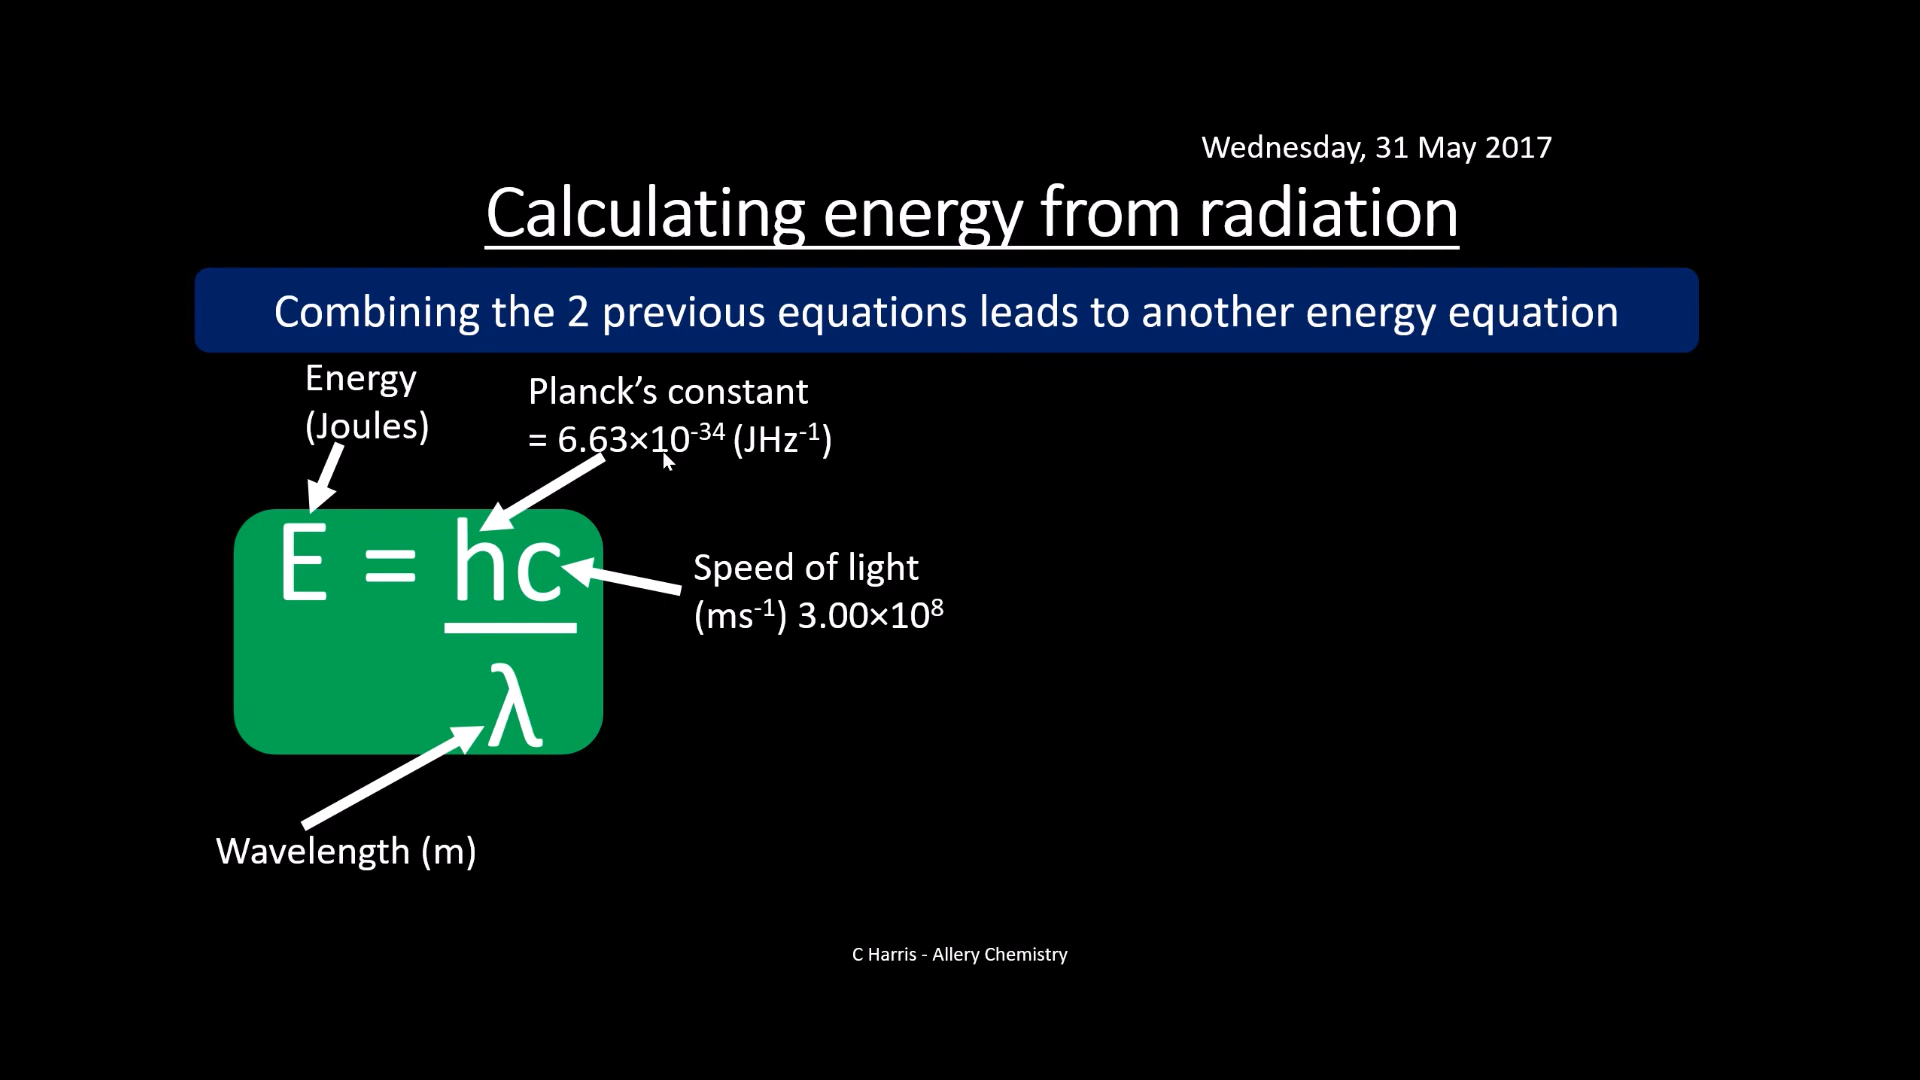 Wednesday, 31 May 2017
Calculating energy from radiation
Combining the 2 previous equations leads to another energy equation
Energy
(Joules)
Planck’s constant
= 6.63×10⁻³⁴ (JHz⁻¹)
E = hc
λ
Speed of light
(ms⁻¹) 3.00×10⁸
Wavelength (m)
C Harris - Allery Chemistry